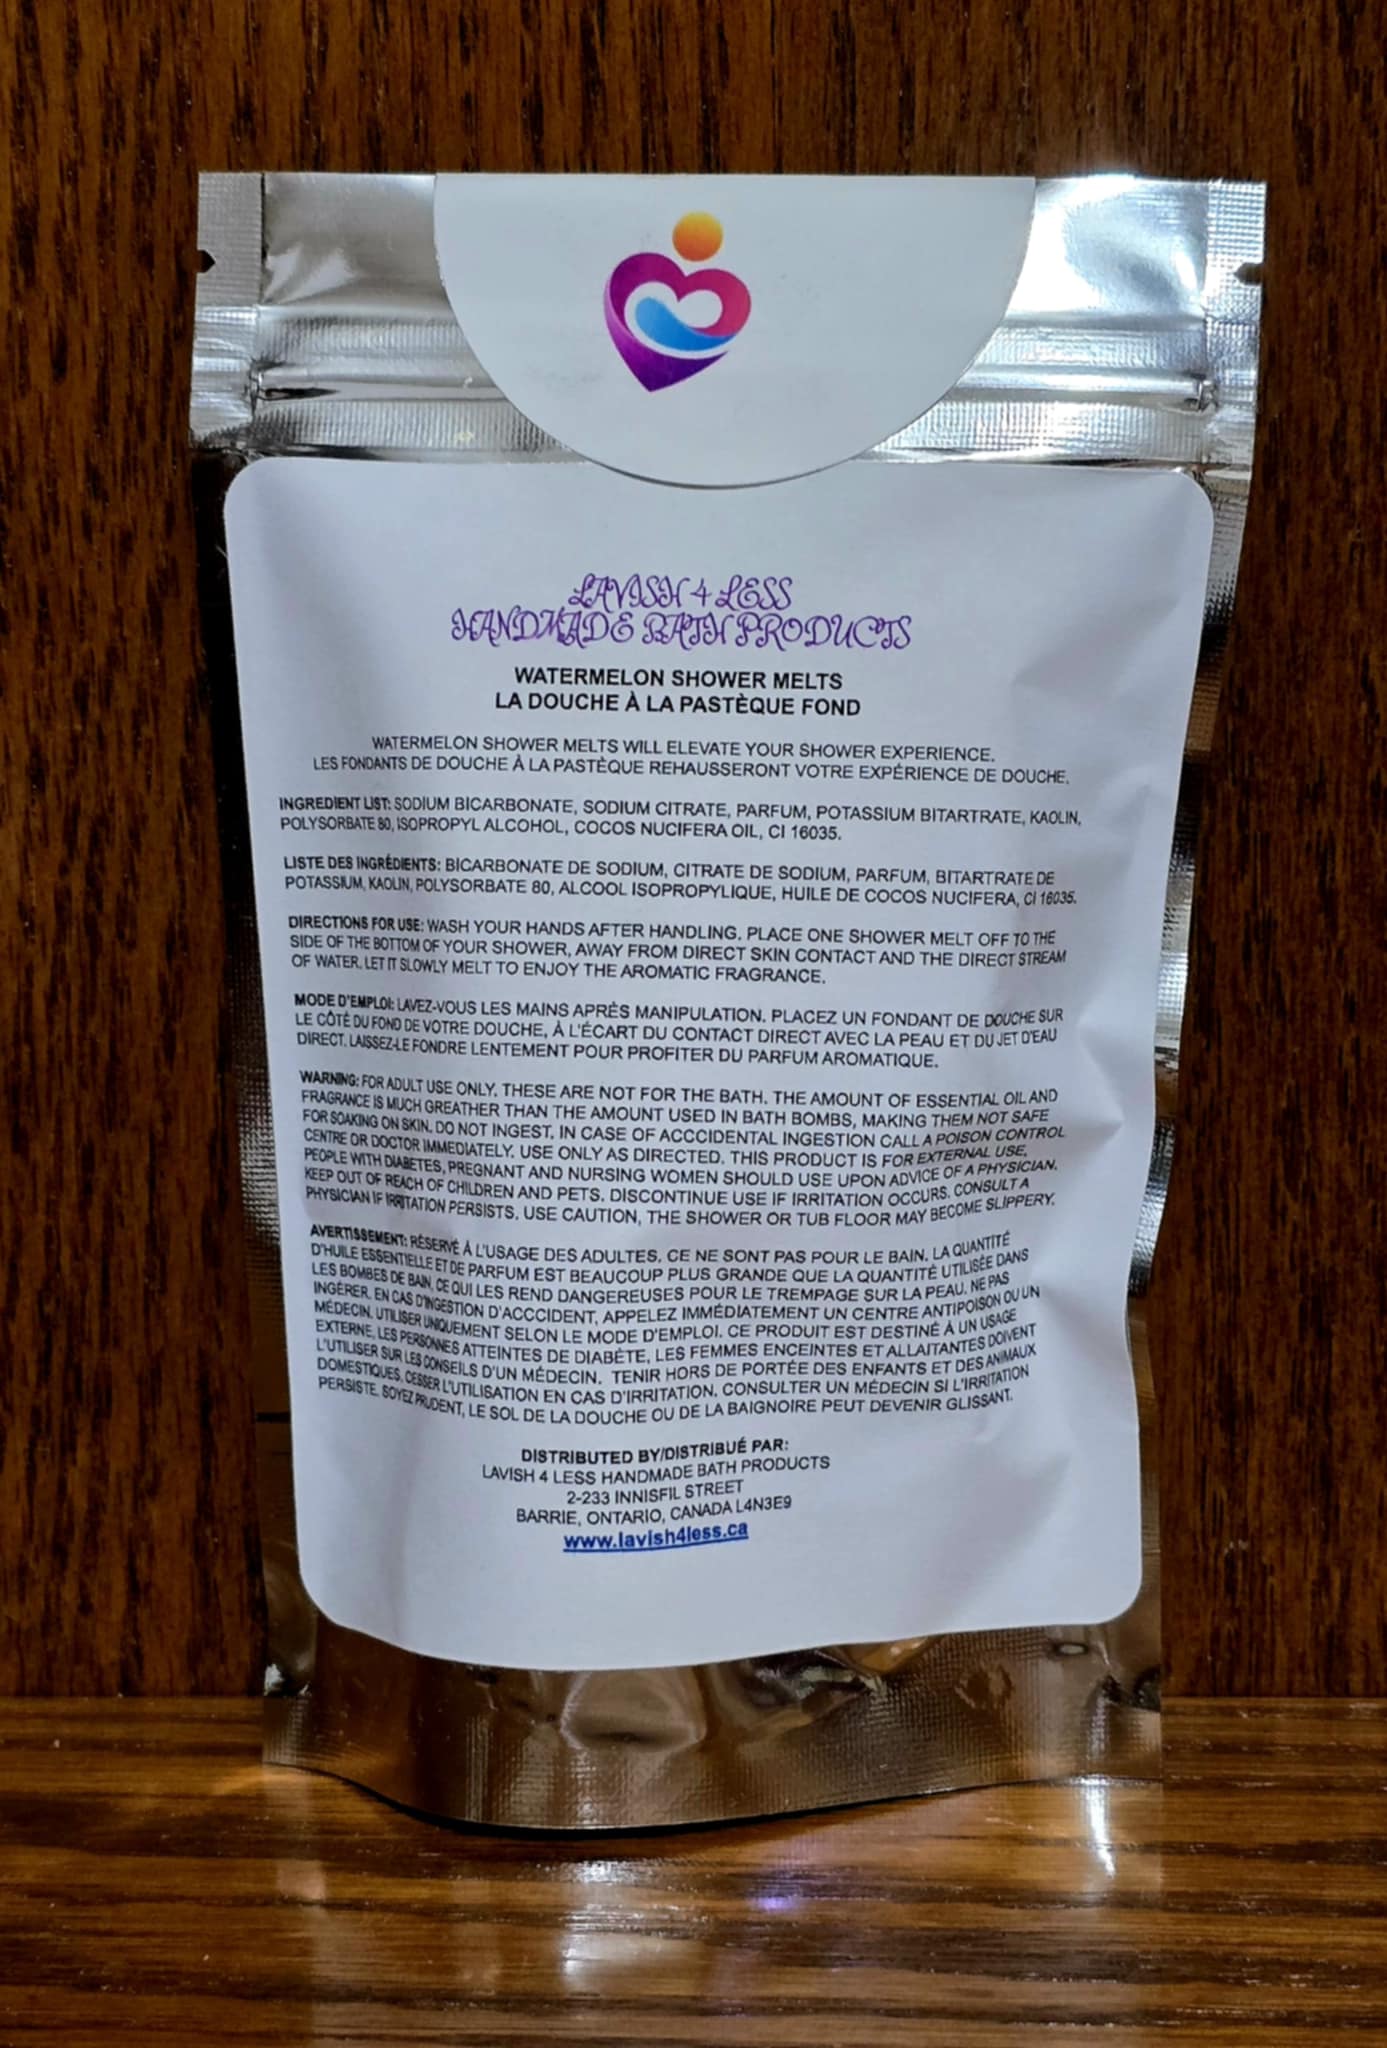 LAVISH 4 LESS
HANDMADE BATH PRODUCTS
WATERMELON SHOWER MELTS
LA DOUCHE À LA PASTÈQUE FOND
WATERMELON SHOWER MELTS WILL ELEVATE YOUR SHOWER EXPERIENCE.
LES FONDANTS DE DOUCHE À LA PASTÈQUE REHAUSSERONT VOTRE EXPÉRIENCE DE DOUCHE.
INGREDIENT LIST: SODIUM BICARBONATE, SODIUM CITRATE, PARFUM, POTASSIUM BITARTRATE, KAOLIN,
POLYSORBATE 80, ISOPROPYL ALCOHOL, COCOS NUCIFERA OIL, CI 16035.
LISTE DES INGRÉDIENTS: BICARBONATE DE SODIUM, CITRATE DE SODIUM, PARFUM, BITARTRATE DE
POTASSIUM, KAOLIN, POLYSORBATE 80, ALCOOL ISOPROPYLIQUE, HUILE DE COCOS NUCIFERA, CI 16035.
DIRECTIONS FOR USE: WASH YOUR HANDS AFTER HANDLING. PLACE ONE SHOWER MELT OFF TO THE
SIDE OF THE BOTTOM OF YOUR SHOWER, AWAY FROM DIRECT SKIN CONTACT AND THE DIRECT STREAM
OF WATER. LET IT SLOWLY MELT TO ENJOY THE AROMATIC FRAGRANCE.
MODE D'EMPLOI: LAVEZ-VOUS LES MAINS APRÈS MANIPULATION. PLACEZ UN FONDANT DE DOUCHE SUR
LE CÔTÉ DU FOND DE VOTRE DOUCHE, À L'ÉCART DU CONTACT DIRECT AVEC LA PEAU ET DU JET D'EAU
DIRECT. LAISSEZ-LE FONDRE LENTEMENT POUR PROFITER DU PARFUM AROMATIQUE.
WARNING: FOR ADULT USE ONLY. THESE ARE NOT FOR THE BATH. THE AMOUNT OF ESSENTIAL OIL AND
FRAGRANCE IS MUCH GREATHER THAN THE AMOUNT USED IN BATH BOMBS, MAKING THEM NOT SAFE
FOR SOAKING ON SKIN. DO NOT INGEST. IN CASE OF ACCCIDENTAL INGESTION CALL A POISON CONTROL
CENTRE OR DOCTOR IMMEDIATELY. USE ONLY AS DIRECTED. THIS PRODUCT IS FOR EXTERNAL USE.
PEOPLE WITH DIABETES, PREGNANT AND NURSING WOMEN SHOULD USE UPON ADVICE OF A PHYSICIAN.
KEEP OUT OF REACH OF CHILDREN AND PETS. DISCONTINUE USE IF IRRITATION OCCURS. CONSULT A
PHYSICIAN IF IRRITATION PERSISTS. USE CAUTION, THE SHOWER OR TUB FLOOR MAY BECOME SLIPPERY.
AVERTISSEMENT: RÉSERVÉ À L'USAGE DES ADULTES. CE NE SONT PAS POUR LE BAIN. LA QUANTITÉ
D'HUILE ESSENTIELLE ET DE PARFUM EST BEAUCOUP PLUS GRANDE QUE LA QUANTITÉ UTILISÉE DANS
LES BOMBES DE BAIN, CE QUI LES REND DANGEREUSES POUR LE TREMPAGE SUR LA PEAU. NE PAS
INGÉRER. EN CAS D'INGESTION D'ACCCIDENT, APPELEZ IMMÉDIATEMENT UN CENTRE ANTIPOISON OU UN
MÉDECIN. UTILISER UNIQUEMENT SELON LE MODE D'EMPLOI. CE PRODUIT EST DESTINÉ À UN USAGE
EXTERNE, LES PERSONNES ATTEINTES DE DIABÈTE, LES FEMMES ENCEINTES ET ALLAITANTES DOIVENT
L'UTILISER SUR LES CONSEILS D'UN MÉDECIN. TENIR HORS DE PORTÉE DES ENFANTS ET DES ANIMAUX
DOMESTIQUES. CESSER L'UTILISATION EN CAS D'IRRITATION. CONSULTER UN MÉDECIN SI L'IRRITATION
PERSISTE. SOYEZ PRUDENT, LE SOL DE LA DOUCHE OU DE LA BAIGNOIRE PEUT DEVENIR GLISSANT.
DISTRIBUTED BY/DISTRIBUÉ PAR:
LAVISH 4 LESS HANDMADE BATH PRODUCTS
2-233 INNISFIL STREET
BARRIE, ONTARIO, CANADA L4N3E9
www.lavish4less.ca